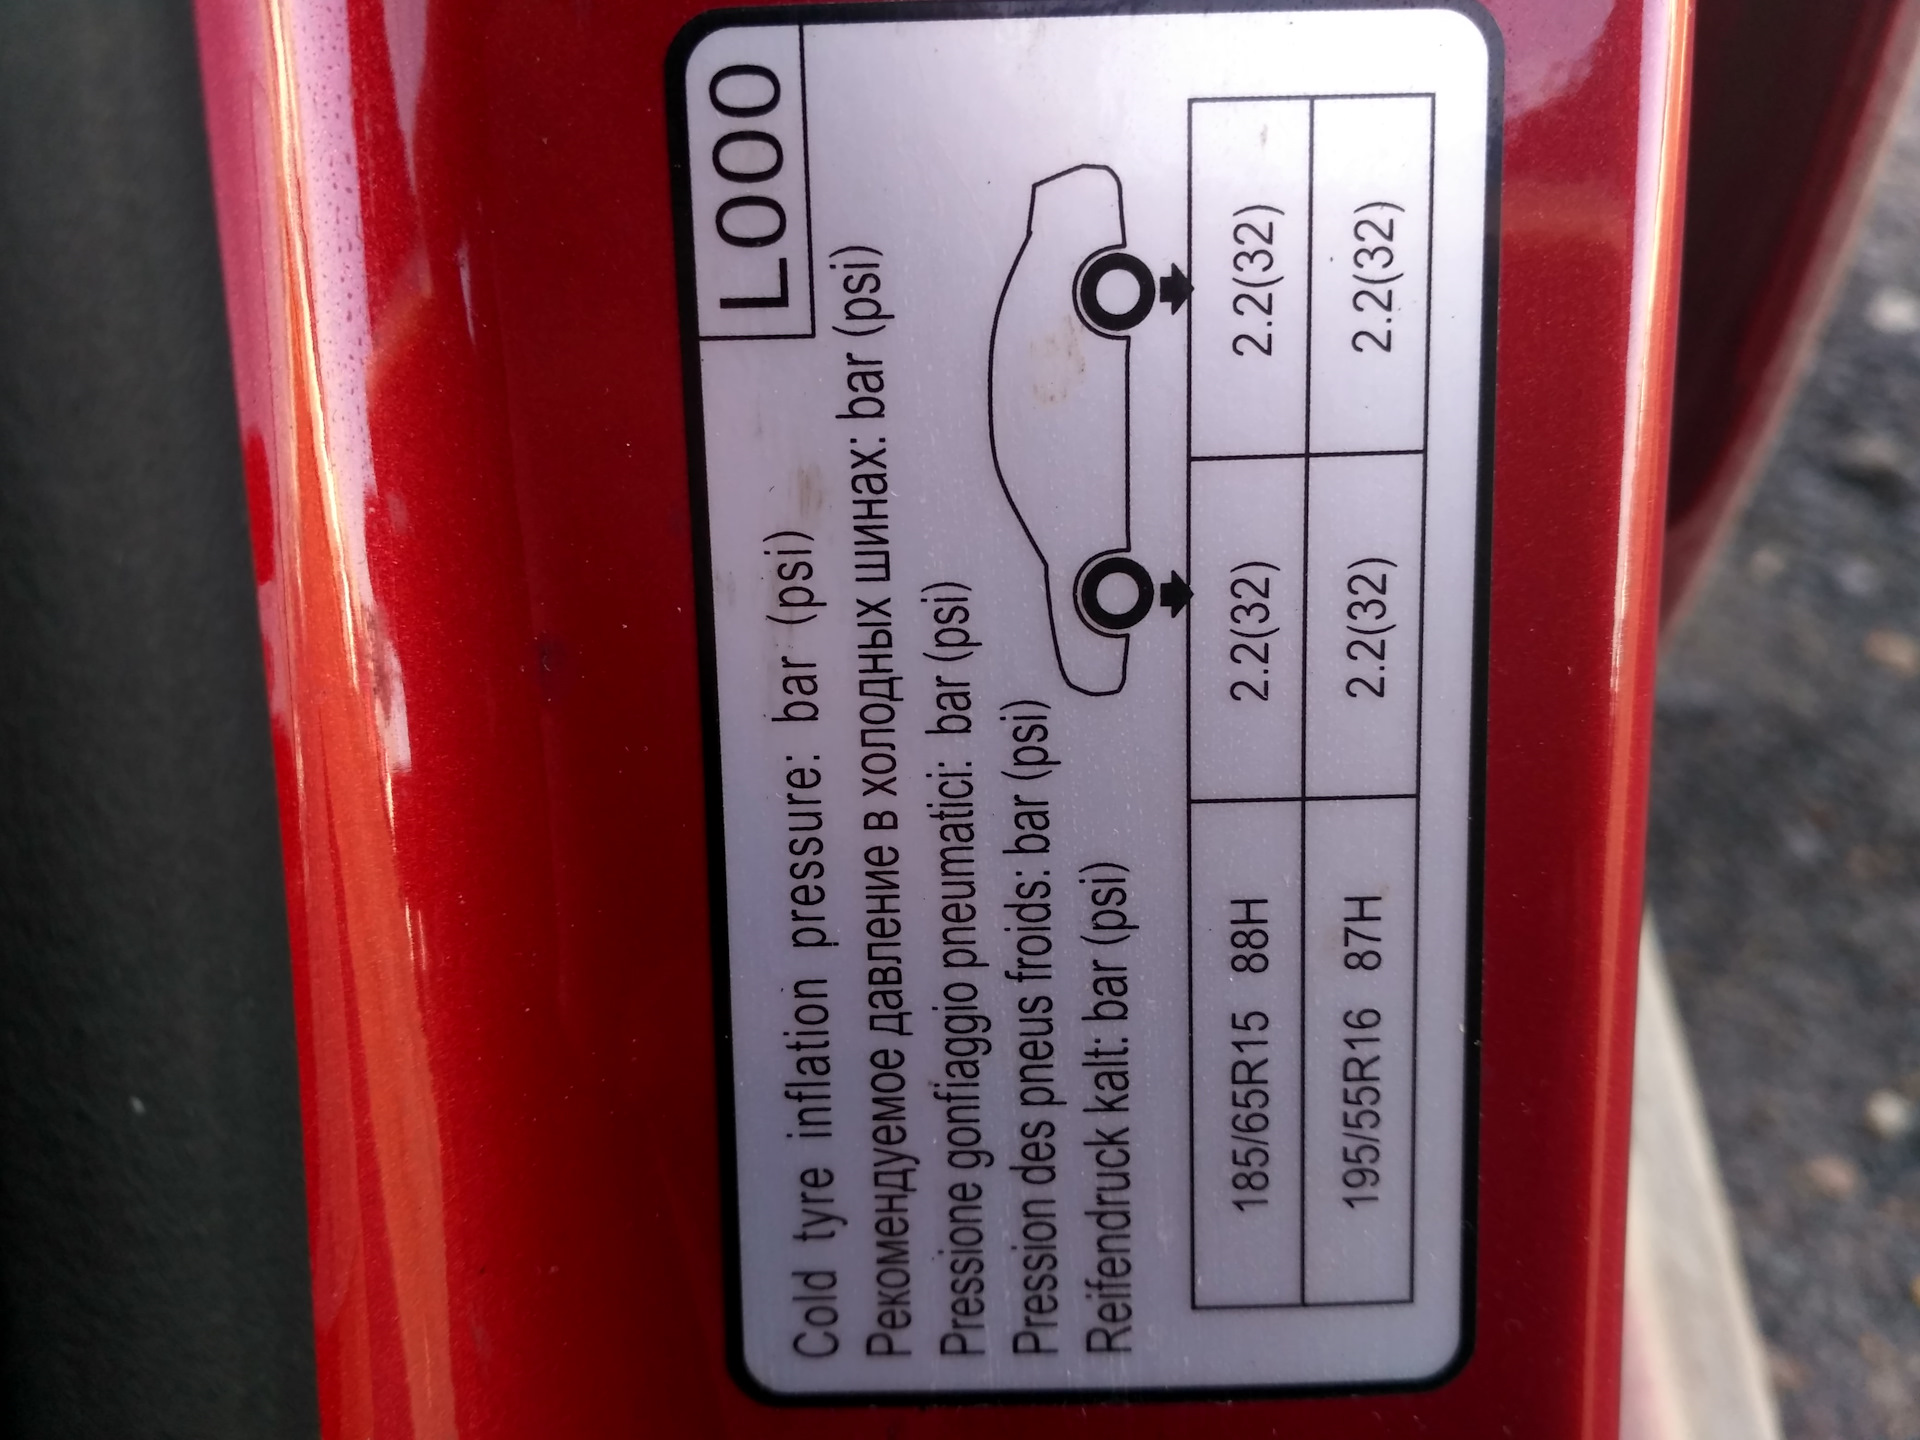 L000
Cold tyre inflation pressure: bar (psi)
Рекомендуемое давление в холодных шинах: bar (psi)
Pressione gonfiaggio pneumatici: bar (psi)
Pression des pneus froids: bar (psi)
Reifendruck kalt: bar (psi)
185/65R15 88H 2.2(32) 2.2(32)
195/55R16 87H 2.2(32) 2.2(32)